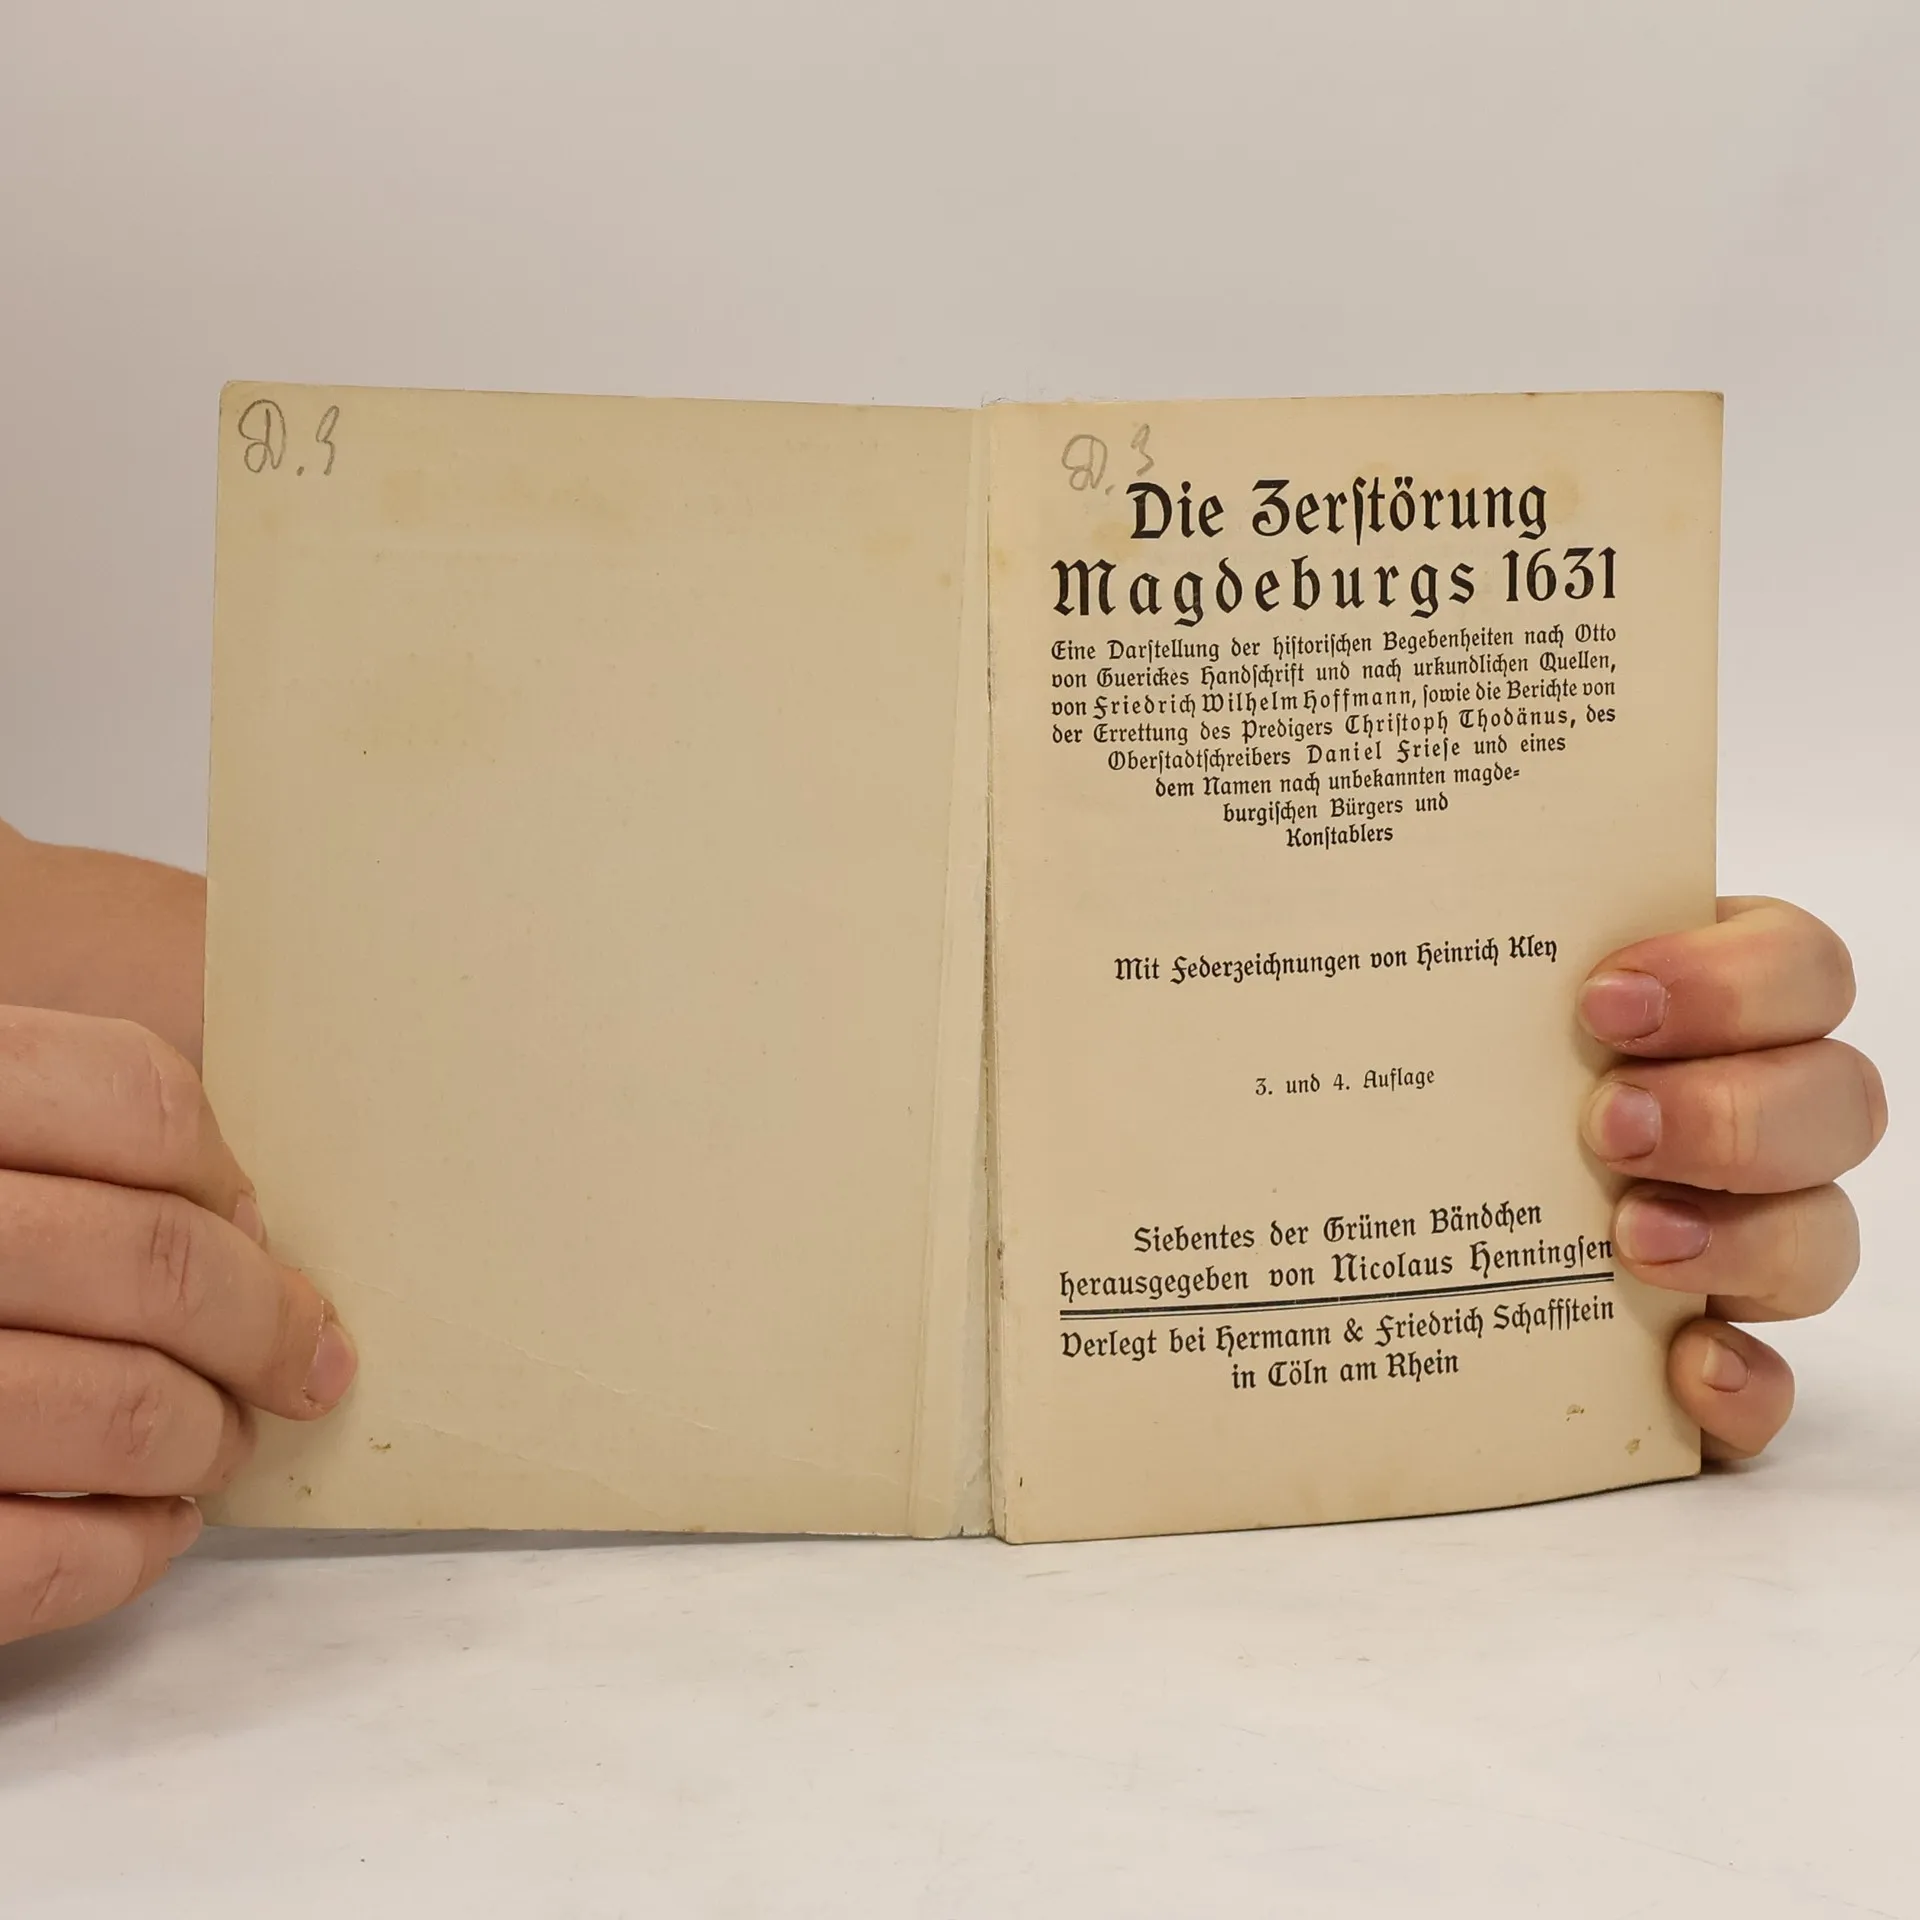 D. 9
D. 3
Die Zerſtörung
Magdeburgs 1631
Eine Darſtellung der hiſtoriſchen Begebenheiten nach Otto
von Guerickes Handſchrift und nach urkundlichen Quellen,
von Friedrich Wilhelm Hoffmann, ſowie die Berichte von
der Errettung des Predigers Chriſtoph Thodänus, des
Oberſtadtſchreibers Daniel Frieſe und eines
dem Namen nach unbekannten magde-
burgiſchen Bürgers und
Konſtablers
Mit Federzeichnungen von Heinrich Kley
3. und 4. Auflage
Siebentes der Grünen Bändchen
herausgegeben von Nicolaus Henningſen
Verlegt bei Hermann & Friedrich Schaffſtein
in Cöln am Rhein